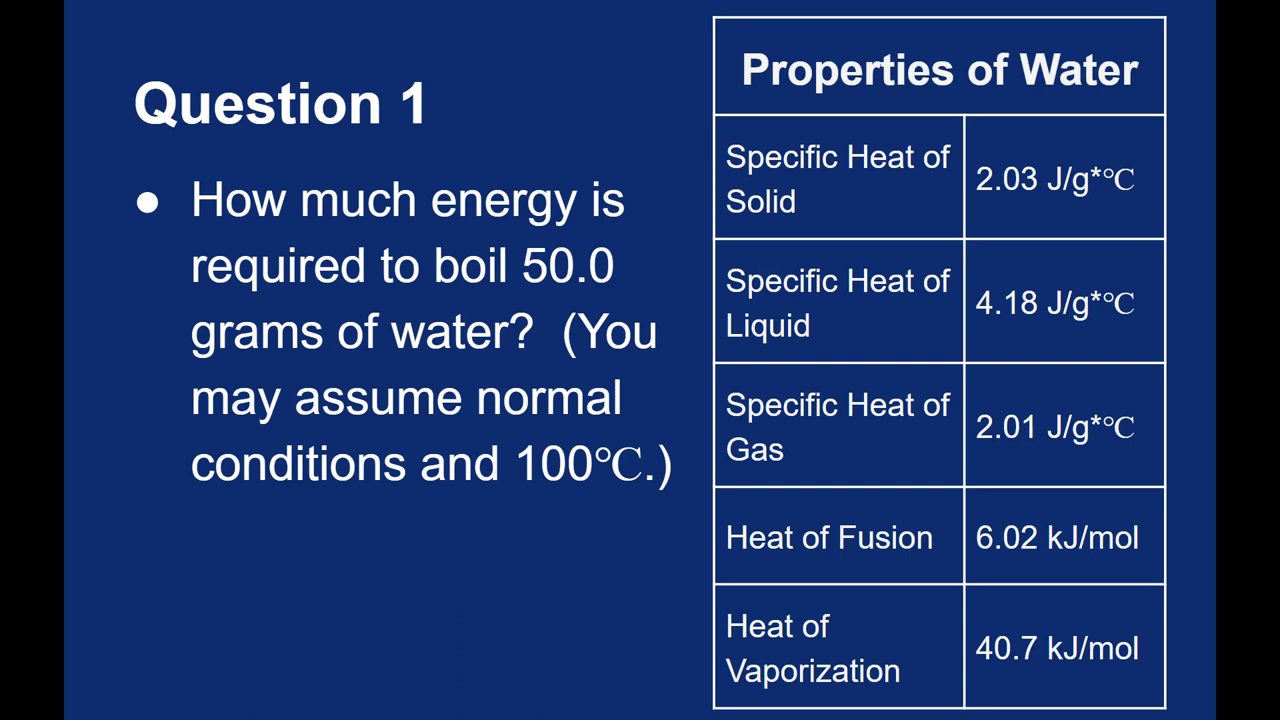 Question 1
● How much energy is
required to boil 50.0
grams of water?  (You
may assume normal
conditions and 100℃.)
Properties of Water
Specific Heat of
Solid
2.03 J/g*℃
Specific Heat of
Liquid
4.18 J/g*℃
Specific Heat of
Gas
2.01 J/g*℃
Heat of Fusion
6.02 kJ/mol
Heat of
Vaporization
40.7 kJ/mol